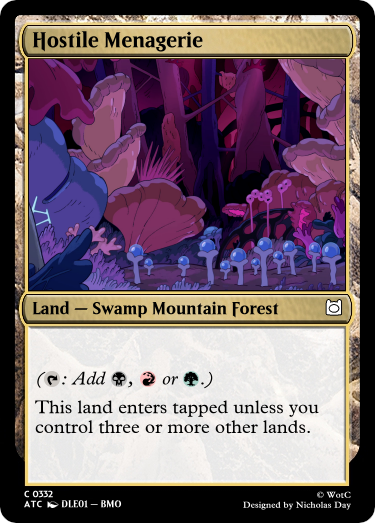 Hostile Menagerie
Land — Swamp Mountain Forest
(: Add , or .)
This land enters tapped unless you
control three or more other lands.
C 0332
ATC DLE01 — BMO
© WotC
Designed by Nicholas Day